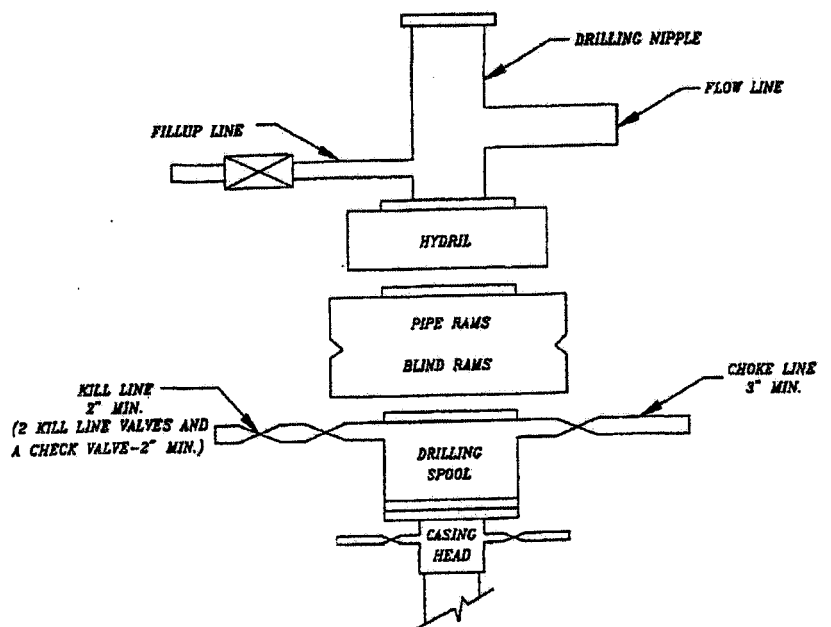 DRILLING NIPPLE
FLOW LINE
FILLUP LINE
HYDRIL
PIPE RAMS
BLIND RAMS
CHOKE LINE
3" MIN.
KILL LINE
2" MIN.
(2 KILL LINE VALVES AND
A CHECK VALVE-2" MIN.)
DRILLING
SPOOL
CASING
HEAD